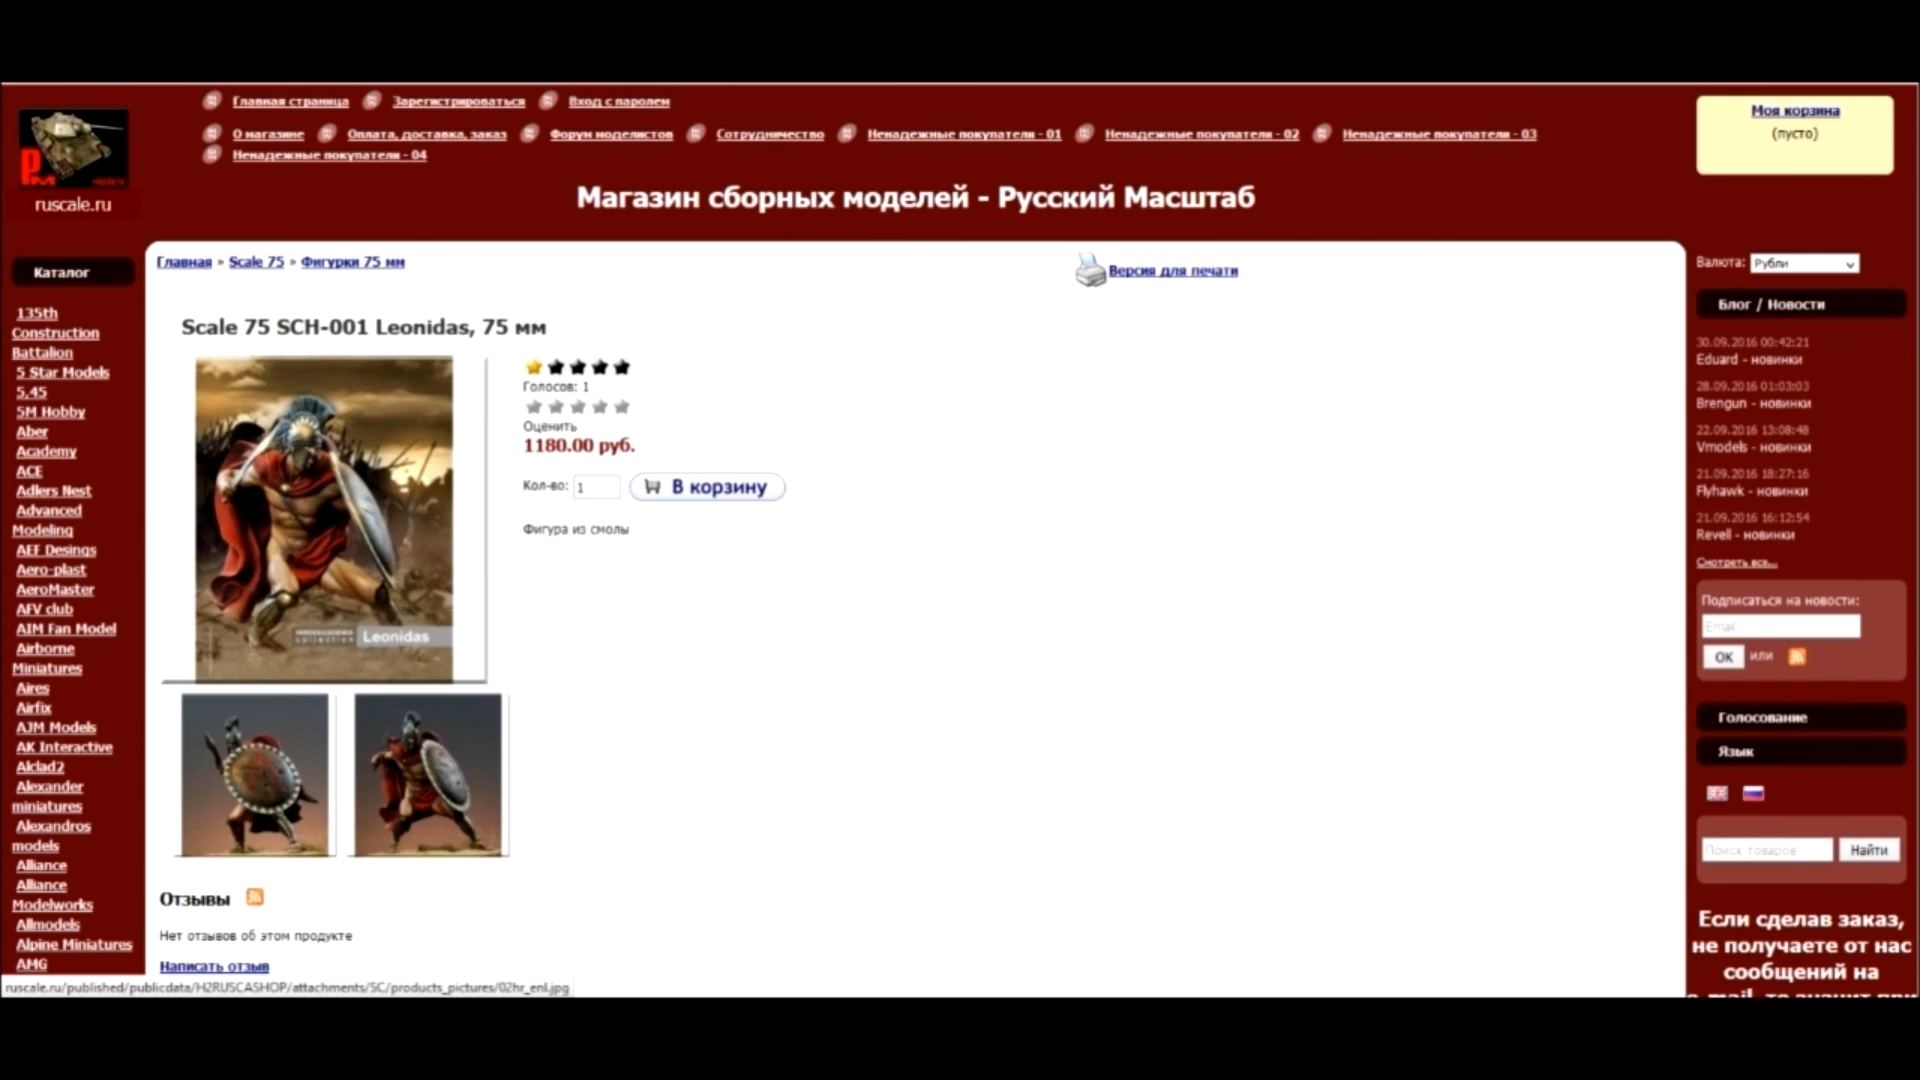 Главная страница Зарегистрироваться Вход с паролем
О магазине Оплата, доставка, заказ Форум моделистов Сотрудничество Ненадежные покупатели - 01 Ненадежные покупатели - 02 Ненадежные покупатели - 03
Ненадежные покупатели - 04
Моя корзина
(пусто)
РМ
ruscale.ru
Магазин сборных моделей - Русский Масштаб
Каталог
135th
Construction
Battalion
5 Star Models
5,45
5M Hobby
Aber
Academy
ACE
Adlers Nest
Advanced
Modeling
AEF Desings
Aero-plast
AeroMaster
AFV club
AIM Fan Model
Airborne
Miniatures
Aires
Airfix
AJM Models
AK Interactive
Alclad2
Alexander
miniatures
Alexandros
models
Alliance
Alliance
Modelworks
Allmodels
Alpine Miniatures
AMG
Главная » Scale 75 » Фигурки 75 мм
Версия для печати
Scale 75 SCH-001 Leonidas, 75 мм
collection Leonidas
Голосов: 1
Оценить
1180.00 руб.
Кол-во: 1 В корзину
Фигура из смолы
Отзывы
Нет отзывов об этом продукте
Написать отзыв
ruscale.ru/published/publicdata/H2RUSCASHOP/attachments/SC/products_pictures/02hr_enl.jpg
Валюта: Рубли
Блог / Новости
30.09.2016 00:42:21
Eduard - новинки
28.09.2016 01:03:03
Brengun - новинки
22.09.2016 13:08:48
Vmodels - новинки
21.09.2016 18:27:16
Flyhawk - новинки
21.09.2016 16:12:54
Revell - новинки
Смотреть все...
Подписаться на новости:
Email
OK или
Голосование
Язык
Поиск товаров Найти
Если сделав заказ,
не получаете от нас
сообщений на
e-mail, то значит при